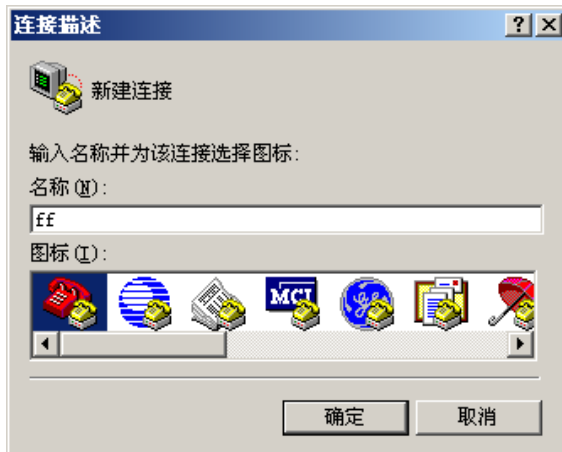 连接描述
新建连接
输入名称并为该连接选择图标:
名称(N):
ff
图标(I):
MCI
确定
取消